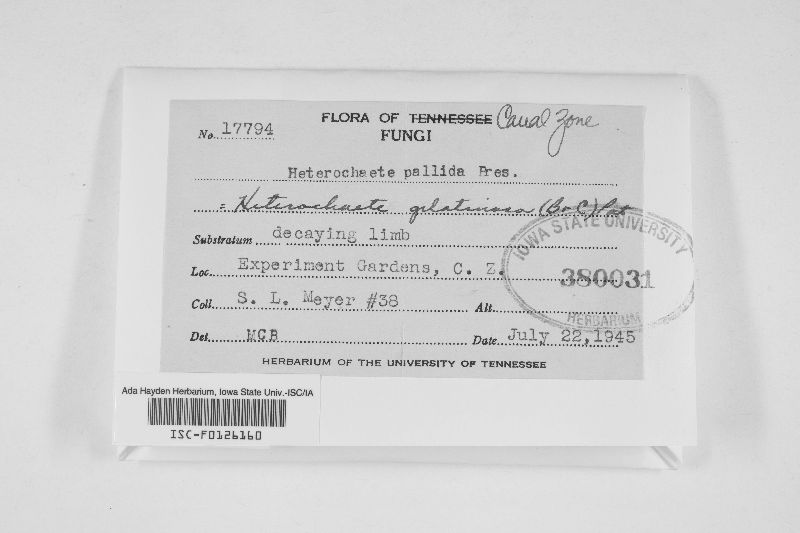 FLORA OF TENNESSEE Canal Zone
No. 17794
FUNGI
Heterochaete pallida Pres.
= Heterochaete gelatinosa (B & C) Pat
Substratum decaying limb
Loc. Experiment Gardens, C. Z.
Coll. S. L. Meyer #38 Alt.
Det. MCB Date July 22,1945
HERBARIUM OF THE UNIVERSITY OF TENNESSEE
IOWA STATE UNIVERSITY
380031
HERBARIUM
Ada Hayden Herbarium, Iowa State Univ.-ISC/IA
ISC-F0126160